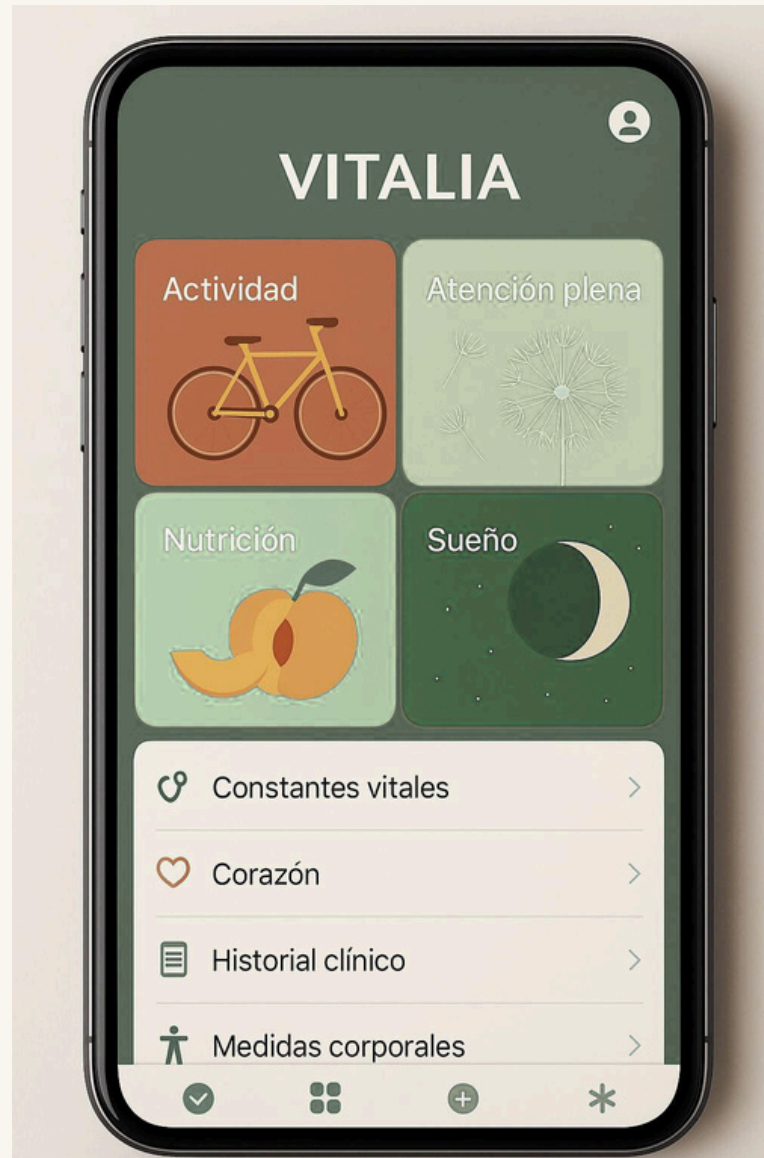 VITALIA
Actividad
Atención plena
Nutrición
Sueño
Constantes vitales
Corazón
Historial clínico
Medidas corporales